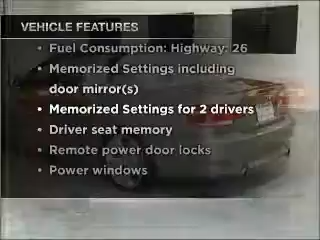 VEHICLE FEATURES
• Fuel Consumption: Highway: 26
• Memorized Settings including
door mirror(s)
• Memorized Settings for 2 drivers
• Driver seat memory
• Remote power door locks
• Power windows